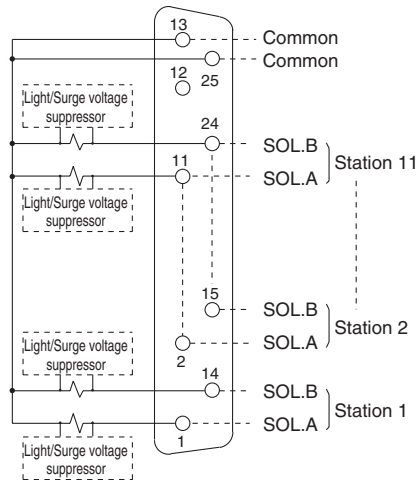 13
Common
Common
12
25
Light/Surge voltage
suppressor
24
SOL.B
Station 11
11
SOL.A
Light/Surge voltage
suppressor
15
SOL.B
Station 2
SOL.A
2
Light/Surge voltage
suppressor
14
SOL.B
Station 1
SOL.A
1
Light/Surge voltage
suppressor